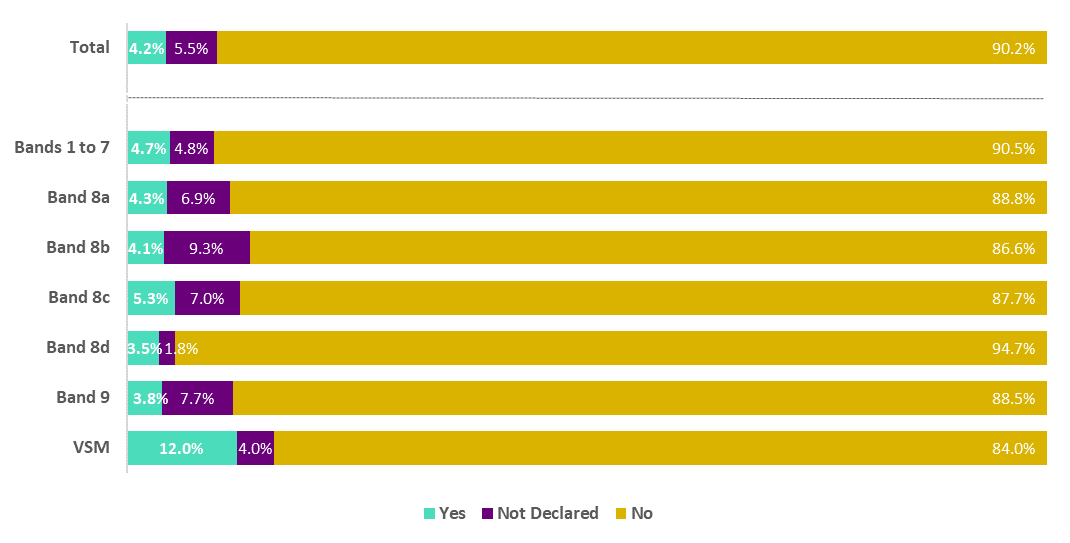 Total 4.2% 5.5% 90.2%
Bands 1 to 7 4.7% 4.8% 90.5%
Band 8a 4.3% 6.9% 88.8%
Band 8b 4.1% 9.3% 86.6%
Band 8c 5.3% 7.0% 87.7%
Band 8d 3.5% 1.8% 94.7%
Band 9 3.8% 7.7% 88.5%
VSM 12.0% 4.0% 84.0%
Yes Not Declared No